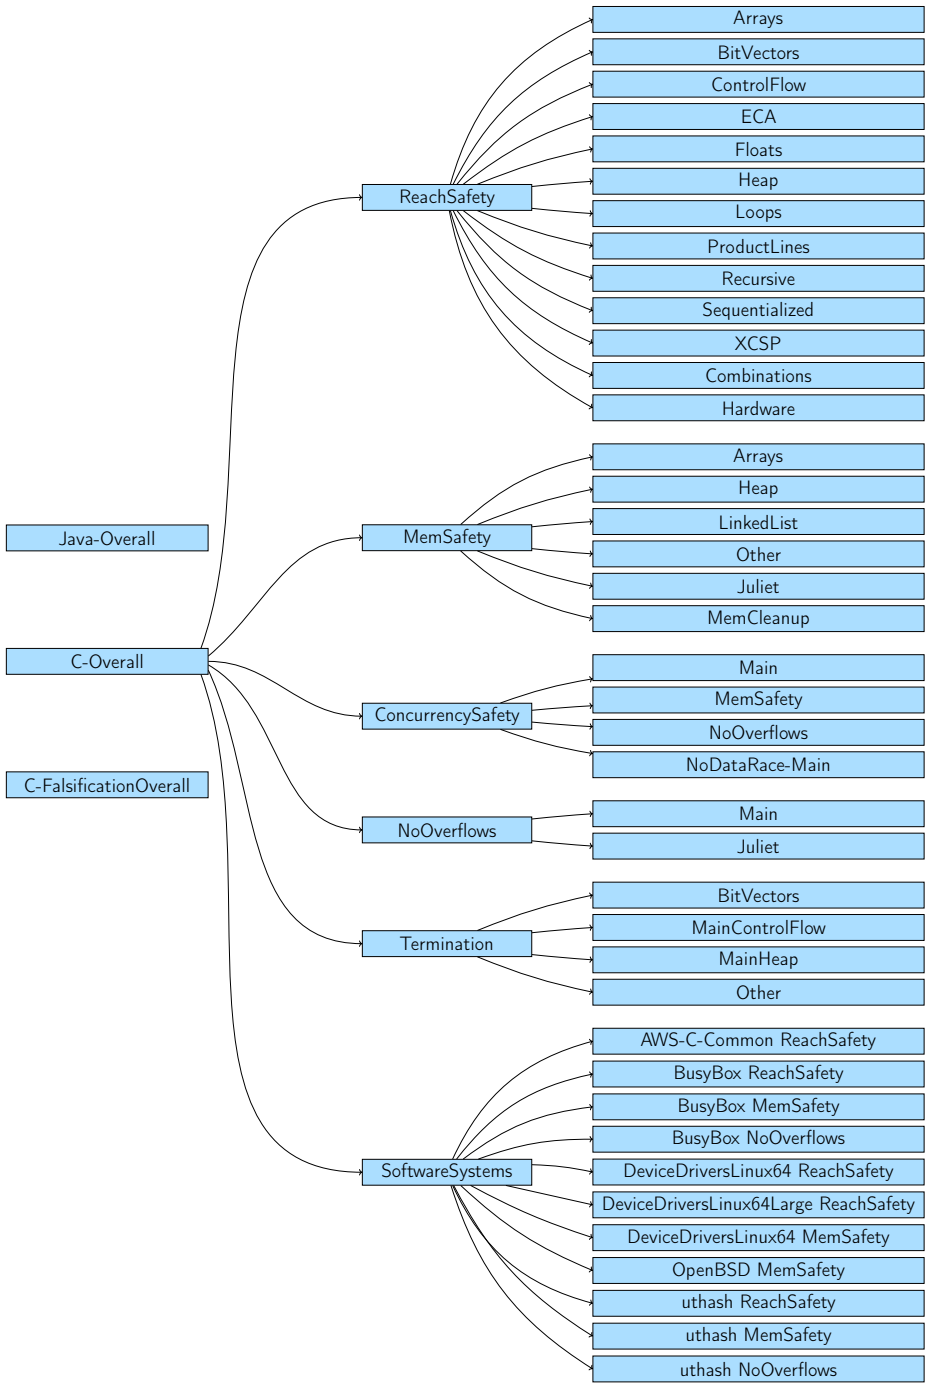 Java-Overall
C-Overall
C-FalsificationOverall
ReachSafety
Arrays
BitVectors
ControlFlow
ECA
Floats
Heap
Loops
ProductLines
Recursive
Sequentialized
XCSP
Combinations
Hardware
MemSafety
Arrays
Heap
LinkedList
Other
Juliet
MemCleanup
ConcurrencySafety
Main
MemSafety
NoOverflows
NoDataRace-Main
NoOverflows
Main
Juliet
Termination
BitVectors
MainControlFlow
MainHeap
Other
SoftwareSystems
AWS-C-Common ReachSafety
BusyBox ReachSafety
BusyBox MemSafety
BusyBox NoOverflows
DeviceDriversLinux64 ReachSafety
DeviceDriversLinux64Large ReachSafety
DeviceDriversLinux64 MemSafety
OpenBSD MemSafety
uthash ReachSafety
uthash MemSafety
uthash NoOverflows